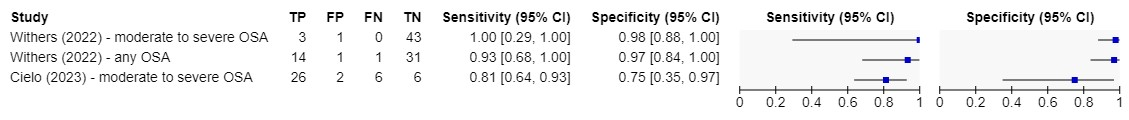 Study TP FP FN TN Sensitivity (95% CI) Specificity (95% CI) Sensitivity (95% CI) Specificity (95% CI)
Withers (2022) - moderate to severe OSA 3 1 0 43 1.00 [0.29, 1.00] 0.98 [0.88, 1.00]
Withers (2022) - any OSA 14 1 1 31 0.93 [0.68, 1.00] 0.97 [0.84, 1.00]
Cielo (2023) - moderate to severe OSA 26 2 6 6 0.81 [0.64, 0.93] 0.75 [0.35, 0.97]
0 0.2 0.4 0.6 0.8 1 0 0.2 0.4 0.6 0.8 1